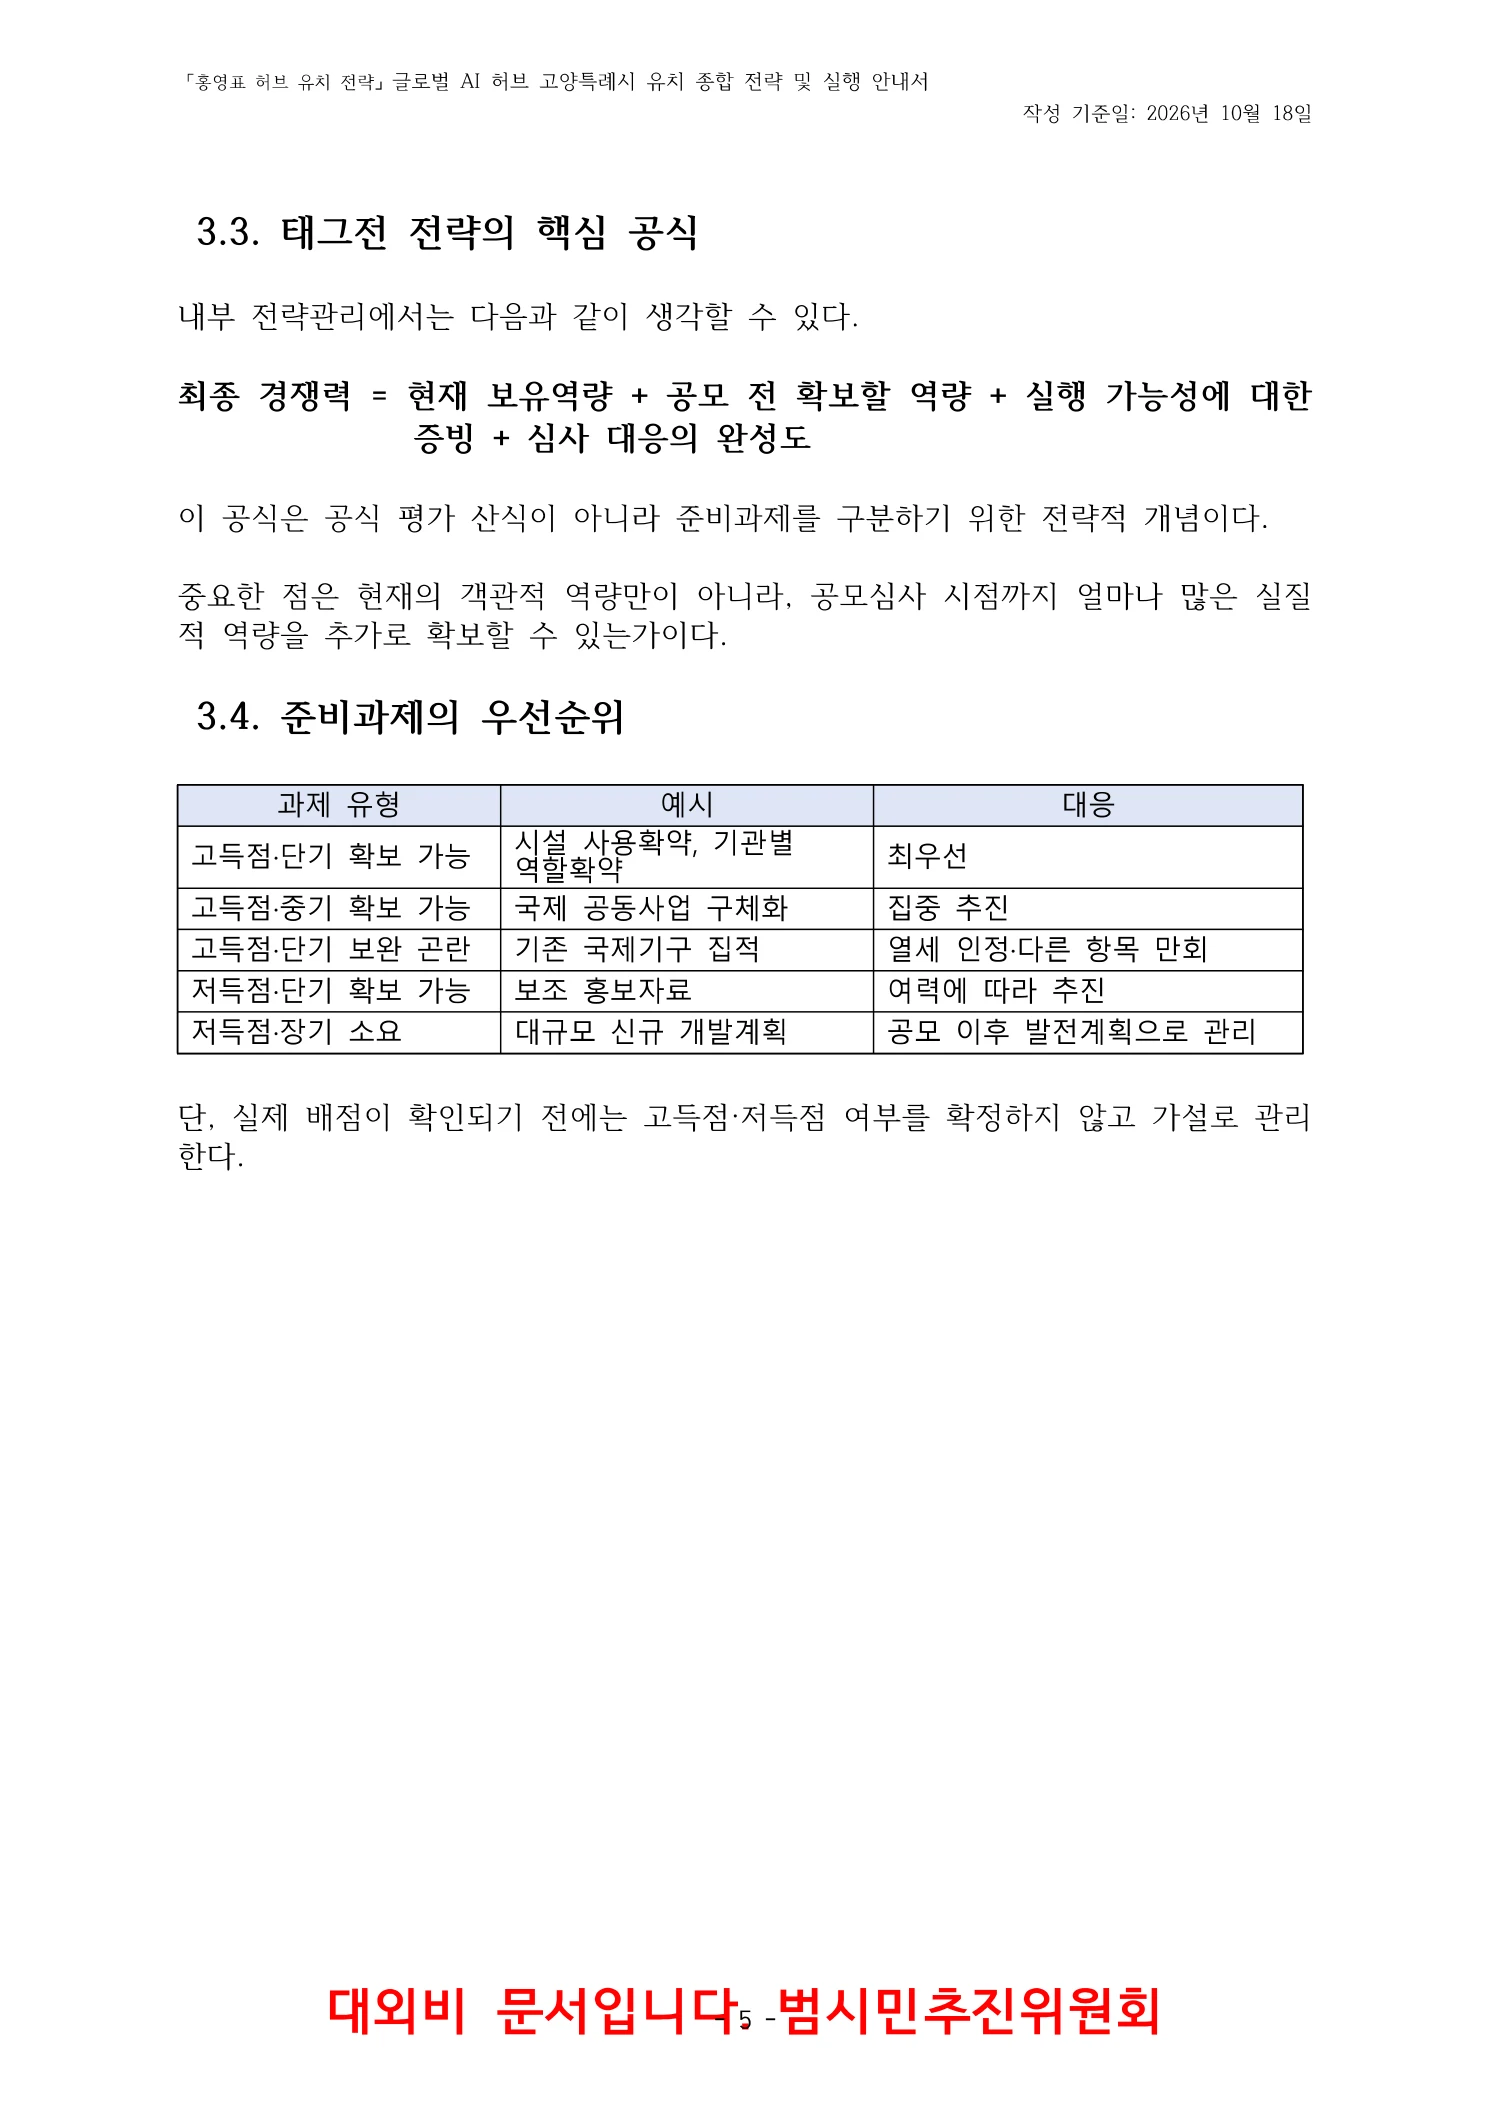 「홍영표 허브 유치 전략」 글로벌 AI 허브 고양특례시 유치 종합 전략 및 실행 안내서
작성 기준일: 2026년 10월 18일
3.3. 태그전 전략의 핵심 공식
내부 전략관리에서는 다음과 같이 생각할 수 있다.
최종 경쟁력 = 현재 보유역량 + 공모 전 확보할 역량 + 실행 가능성에 대한
증빙 + 심사 대응의 완성도
이 공식은 공식 평가 산식이 아니라 준비과제를 구분하기 위한 전략적 개념이다.
중요한 점은 현재의 객관적 역량만이 아니라, 공모심사 시점까지 얼마나 많은 실질
적 역량을 추가로 확보할 수 있는가이다.
3.4. 준비과제의 우선순위
과제 유형 예시 대응
고득점·단기 확보 가능 시설 사용확약, 기관별
역할확약 최우선
고득점·중기 확보 가능 국제 공동사업 구체화 집중 추진
고득점·단기 보완 곤란 기존 국제기구 집적 열세 인정·다른 항목 만회
저득점·단기 확보 가능 보조 홍보자료 여력에 따라 추진
저득점·장기 소요 대규모 신규 개발계획 공모 이후 발전계획으로 관리
단, 실제 배점이 확인되기 전에는 고득점·저득점 여부를 확정하지 않고 가설로 관리
한다.
대외비 문서입니다. 범시민추진위원회
- 5 -